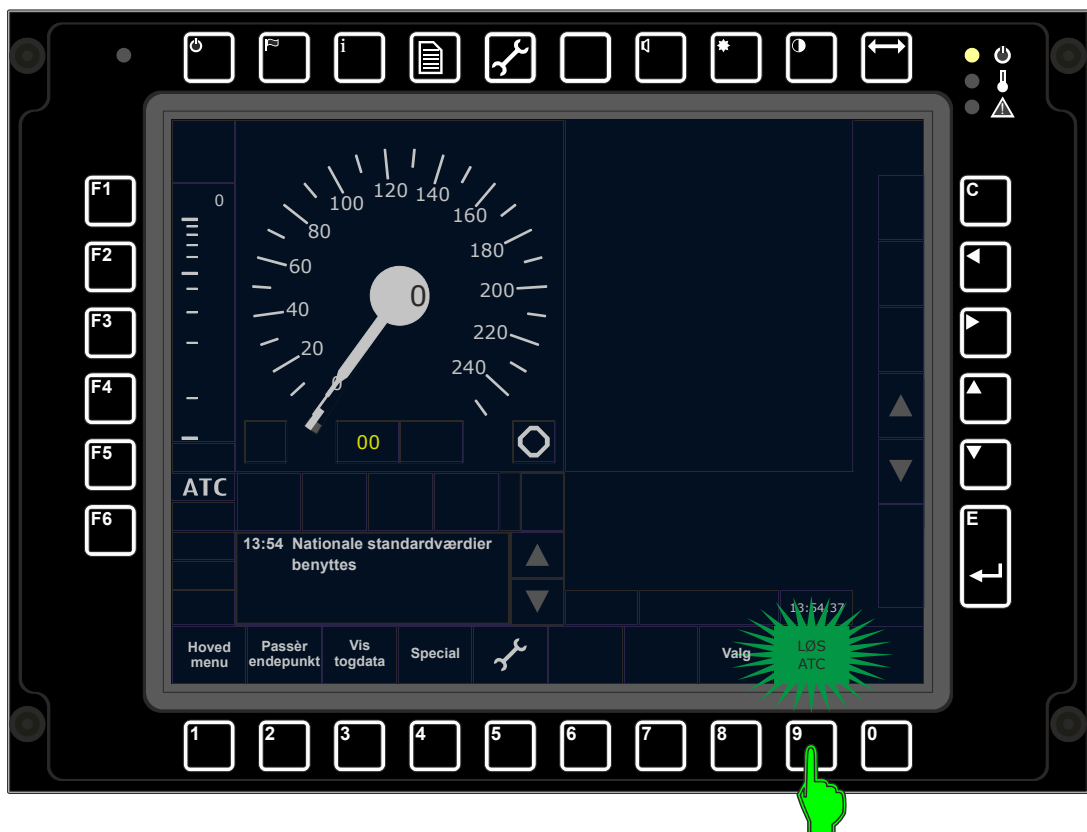 i
F1
F2
F3
F4
F5
F6
C
E
0
0
20
40
60
80
100
120
140
160
180
200
220
240
0
00
ATC
13:54 Nationale standardværdier
benyttes
13:54:37
Hoved
menu
Passèr
endepunkt
Vis
togdata
Special
Valg
LØS
ATC
1
2
3
4
5
6
7
8
9
0